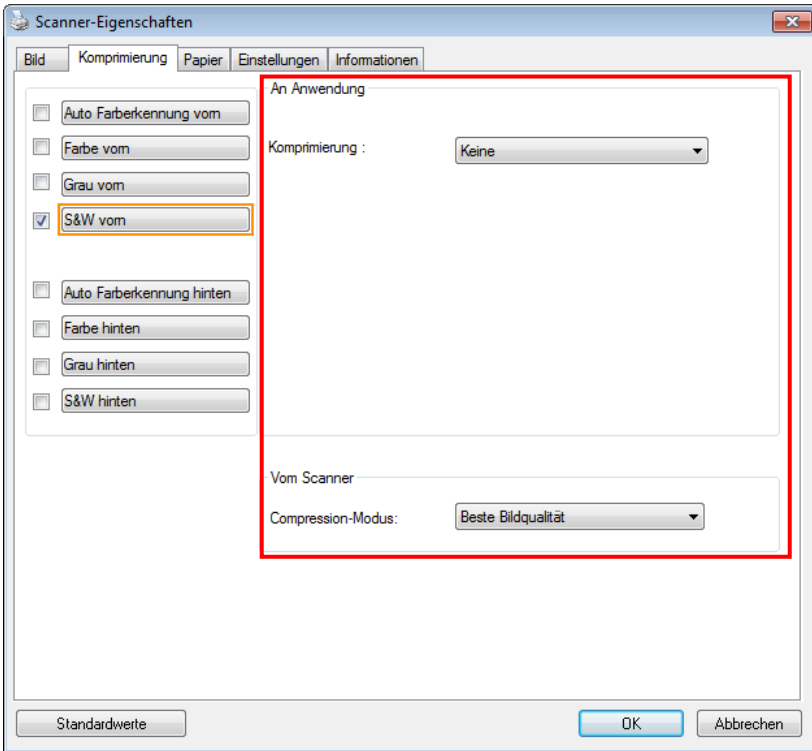 Scanner-Eigenschaften
Bild Komprimierung Papier Einstellungen Informationen
Auto Farberkennung vorn
Farbe vorn
Grau vorn
S&W vorn
Auto Farberkennung hinten
Farbe hinten
Grau hinten
S&W hinten
An Anwendung
Komprimierung : Keine
Vom Scanner
Compression-Modus: Beste Bildqualität
Standardwerte OK Abbrechen